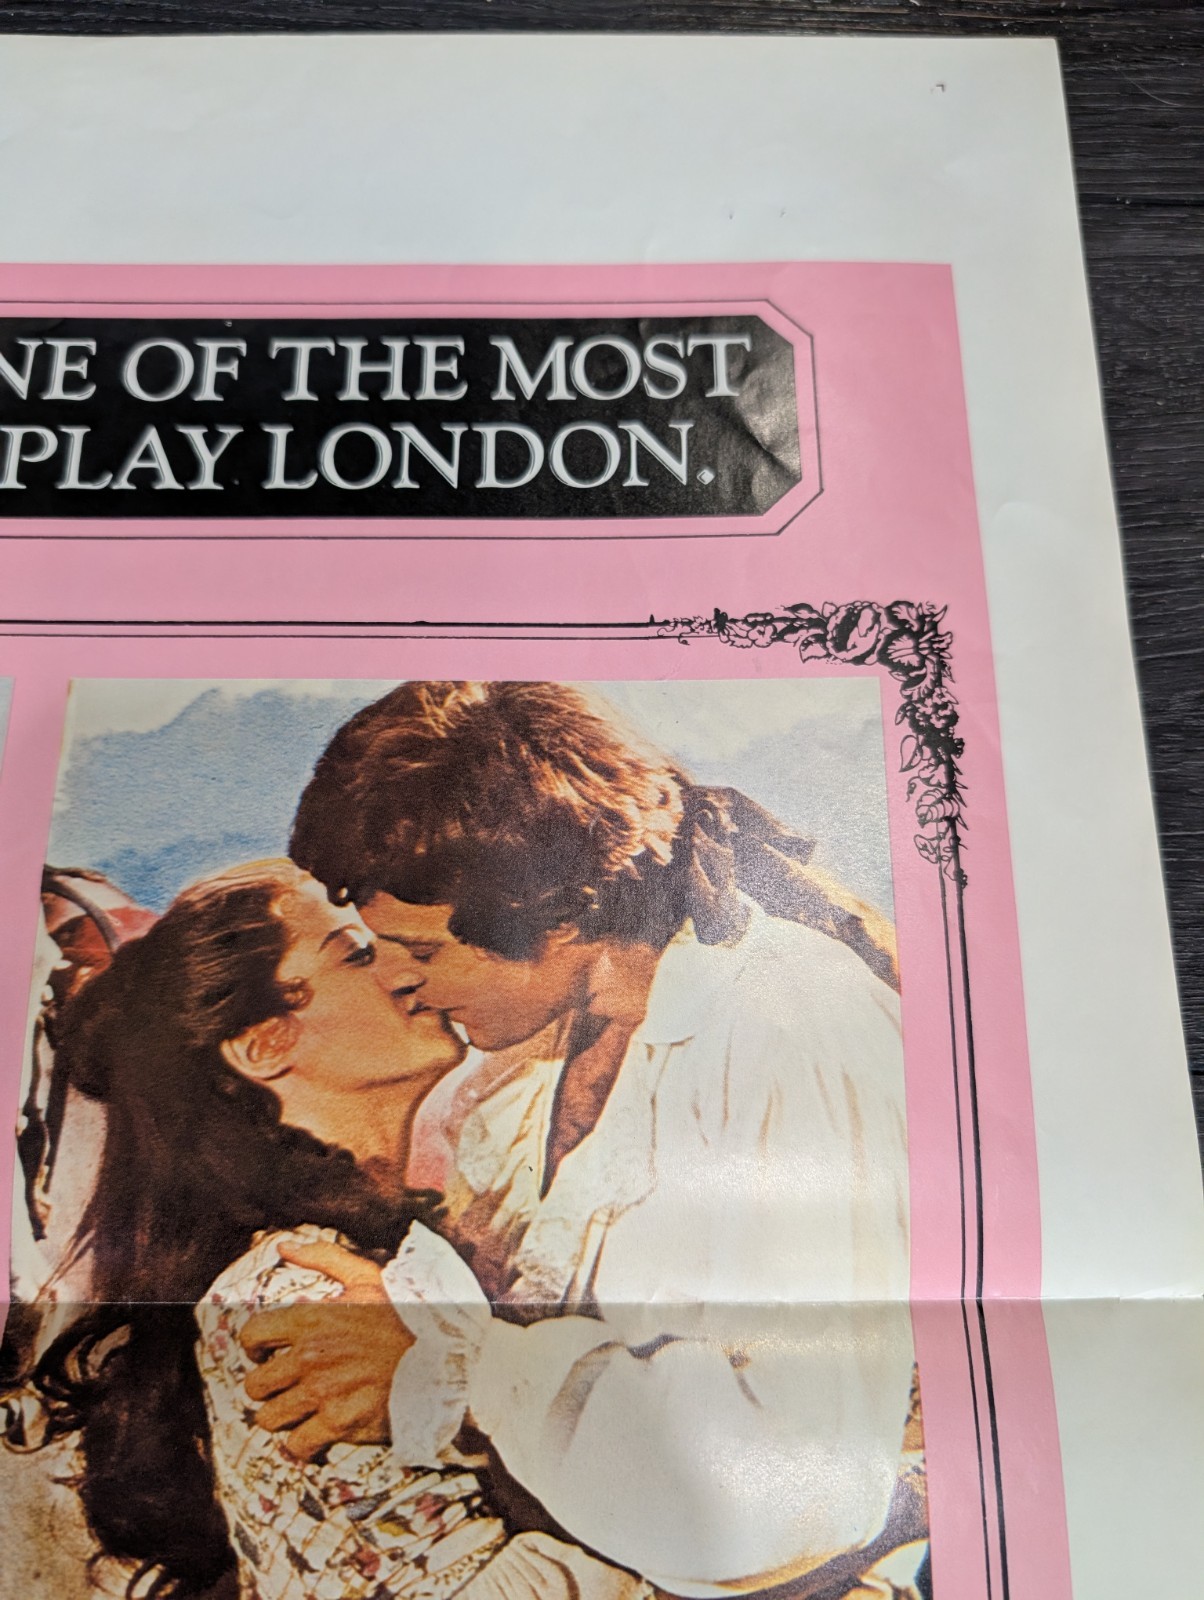 NE OF THE MOST
PLAY LONDON.